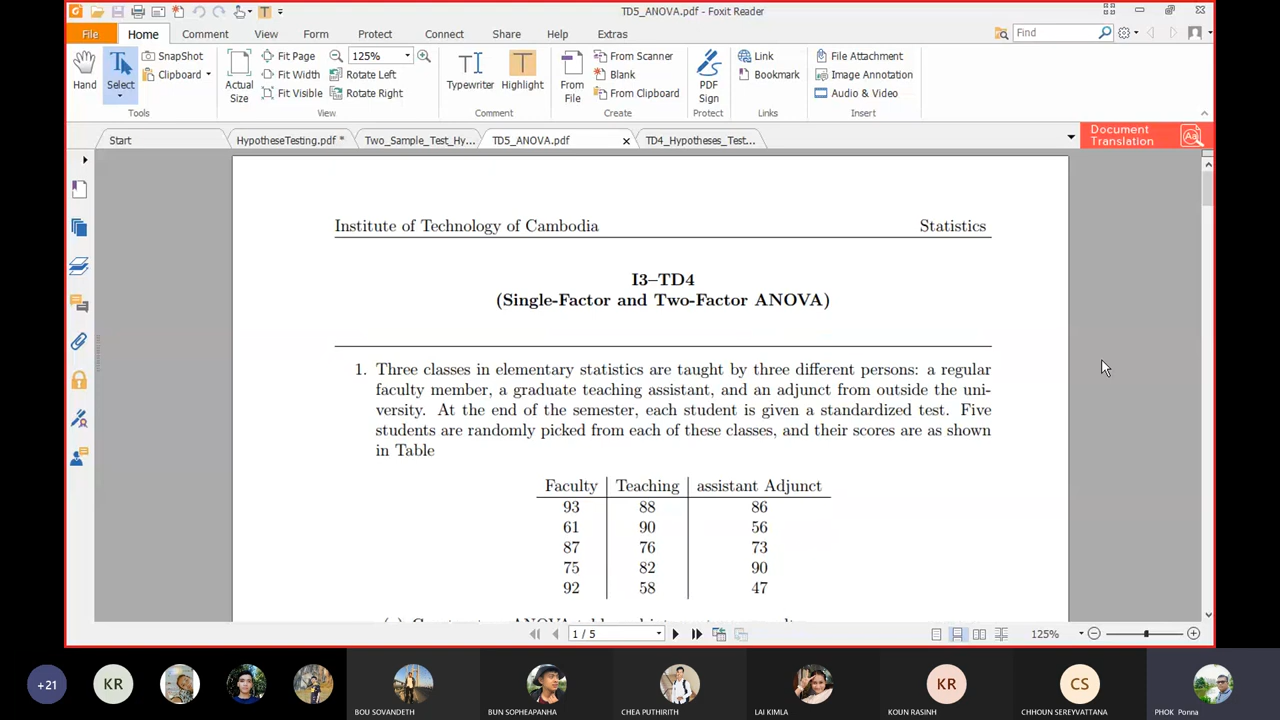 TD5_ANOVA.pdf - Foxit Reader
File Home Comment View Form Protect Connect Share Help Extras Find
Hand Select SnapShot Clipboard Tools
Actual Size Fit Page Fit Width Fit Visible 125% Rotate Left Rotate Right View
Typewriter Highlight Comment
From File From Scanner Blank From Clipboard Create
PDF Sign Protect
Link Bookmark Links
File Attachment Image Annotation Audio & Video Insert
Start HypotheseTesting.pdf * Two_Sample_Test_Hy... TD5_ANOVA.pdf TD4_Hypotheses_Test...
Document Translation
Institute of Technology of Cambodia Statistics
I3–TD4
(Single-Factor and Two-Factor ANOVA)
1. Three classes in elementary statistics are taught by three different persons: a regular
faculty member, a graduate teaching assistant, and an adjunct from outside the uni-
versity. At the end of the semester, each student is given a standardized test. Five
students are randomly picked from each of these classes, and their scores are as shown
in Table
Faculty Teaching assistant Adjunct
93 88 86
61 90 56
87 76 73
75 82 90
92 58 47
1 / 5 125%
+21 KR KR CS
BOU SOVANDETH BUN SOPHEAPANHA CHEA PUTHIRITH LAI KIMLA KOUN RASINH CHHOUN SEREYVATTANA PHOK Ponna